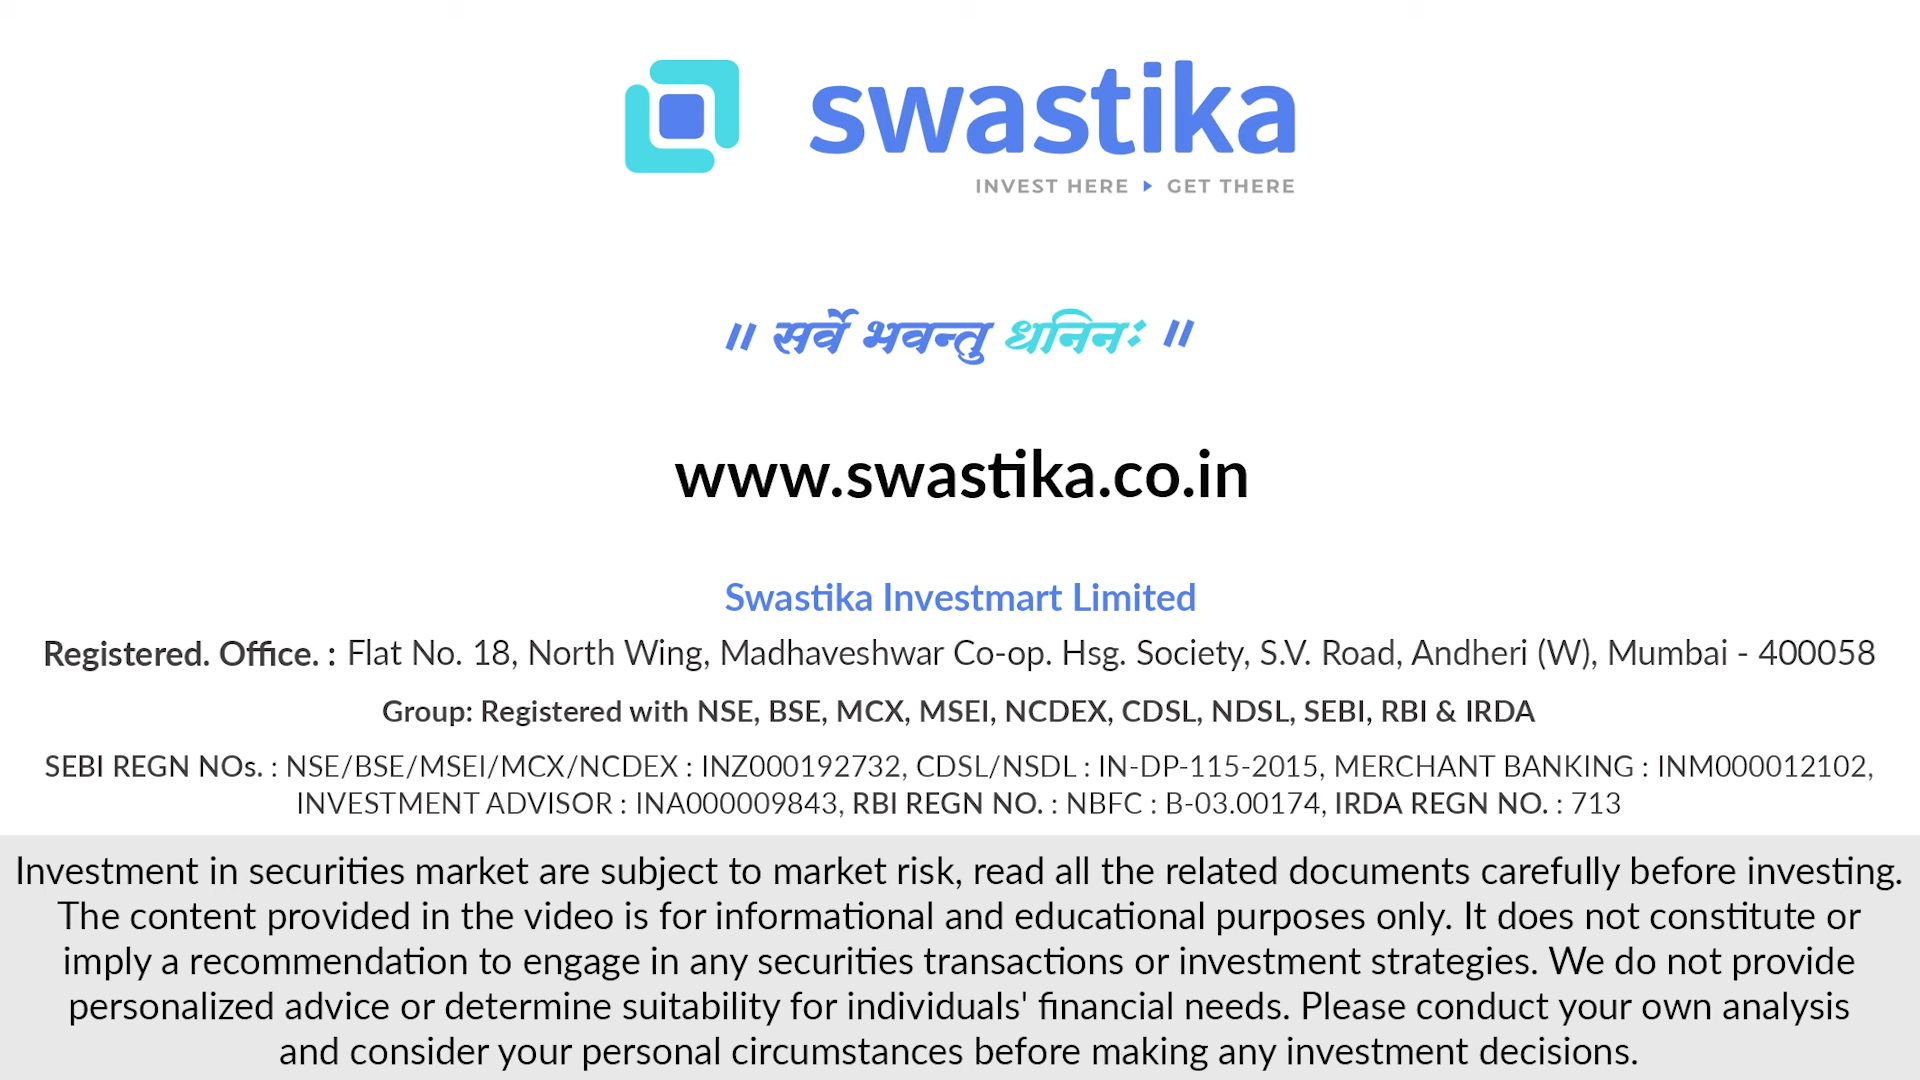 swastika
INVEST HERE ▸ GET THERE
॥ सर्वे भवन्तु धनिनः ॥
www.swastika.co.in
Swastika Investmart Limited
Registered. Office. : Flat No. 18, North Wing, Madhaveshwar Co-op. Hsg. Society, S.V. Road, Andheri (W), Mumbai - 400058
Group: Registered with NSE, BSE, MCX, MSEI, NCDEX, CDSL, NDSL, SEBI, RBI & IRDA
SEBI REGN NOs. : NSE/BSE/MSEI/MCX/NCDEX : INZ000192732, CDSL/NSDL : IN-DP-115-2015, MERCHANT BANKING : INM000012102,
INVESTMENT ADVISOR : INA000009843, RBI REGN NO. : NBFC : B-03.00174, IRDA REGN NO. : 713
Investment in securities market are subject to market risk, read all the related documents carefully before investing.
The content provided in the video is for informational and educational purposes only. It does not constitute or
imply a recommendation to engage in any securities transactions or investment strategies. We do not provide
personalized advice or determine suitability for individuals' financial needs. Please conduct your own analysis
and consider your personal circumstances before making any investment decisions.